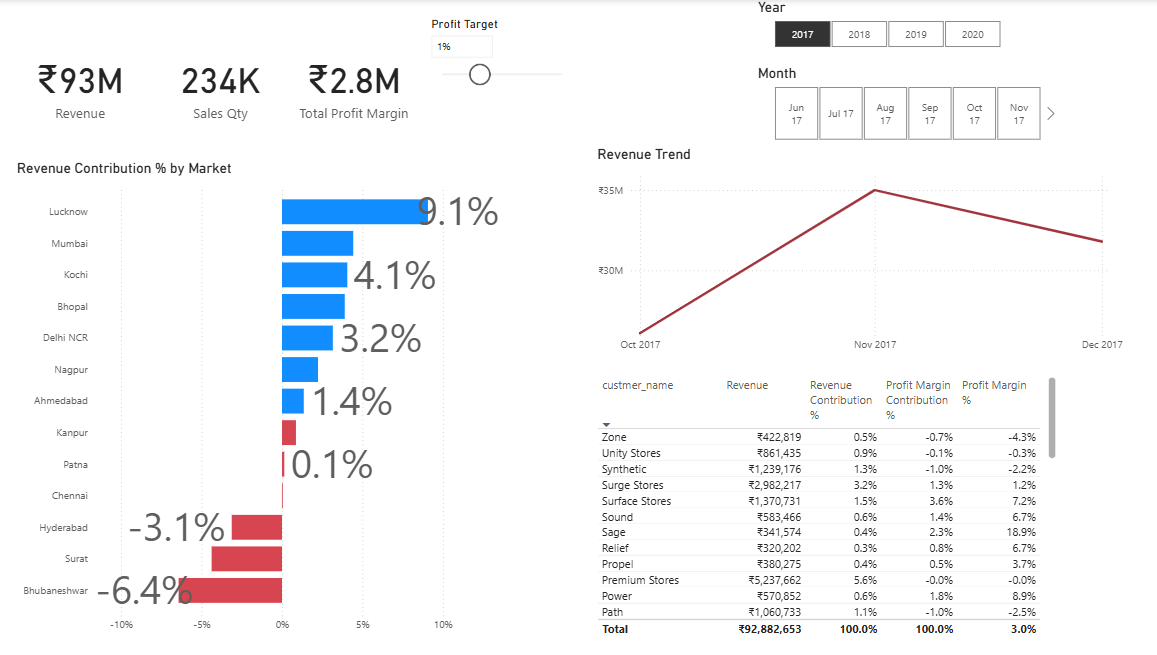 Profit Target
1%
₹93M
Revenue
234K
Sales Qty
₹2.8M
Total Profit Margin
Year
2017 2018 2019 2020
Month
Jun 17 Jul 17 Aug 17 Sep 17 Oct 17 Nov 17
Revenue Contribution % by Market
Lucknow 9.1%
Mumbai
Kochi 4.1%
Bhopal
Delhi NCR 3.2%
Nagpur
Ahmedabad 1.4%
Kanpur
Patna 0.1%
Chennai
Hyderabad -3.1%
Surat
Bhubaneshwar -6.4%
-10% -5% 0% 5% 10%
Revenue Trend
₹35M
₹30M
Oct 2017 Nov 2017 Dec 2017
custmer_name Revenue Revenue Contribution % Profit Margin Contribution % Profit Margin %
Zone ₹422,819 0.5% -0.7% -4.3%
Unity Stores ₹861,435 0.9% -0.1% -0.3%
Synthetic ₹1,239,176 1.3% -1.0% -2.2%
Surge Stores ₹2,982,217 3.2% 1.3% 1.2%
Surface Stores ₹1,370,731 1.5% 3.6% 7.2%
Sound ₹583,466 0.6% 1.4% 6.7%
Sage ₹341,574 0.4% 2.3% 18.9%
Relief ₹320,202 0.3% 0.8% 6.7%
Propel ₹380,275 0.4% 0.5% 3.7%
Premium Stores ₹5,237,662 5.6% -0.0% -0.0%
Power ₹570,852 0.6% 1.8% 8.9%
Path ₹1,060,733 1.1% -1.0% -2.5%
Total ₹92,882,653 100.0% 100.0% 3.0%